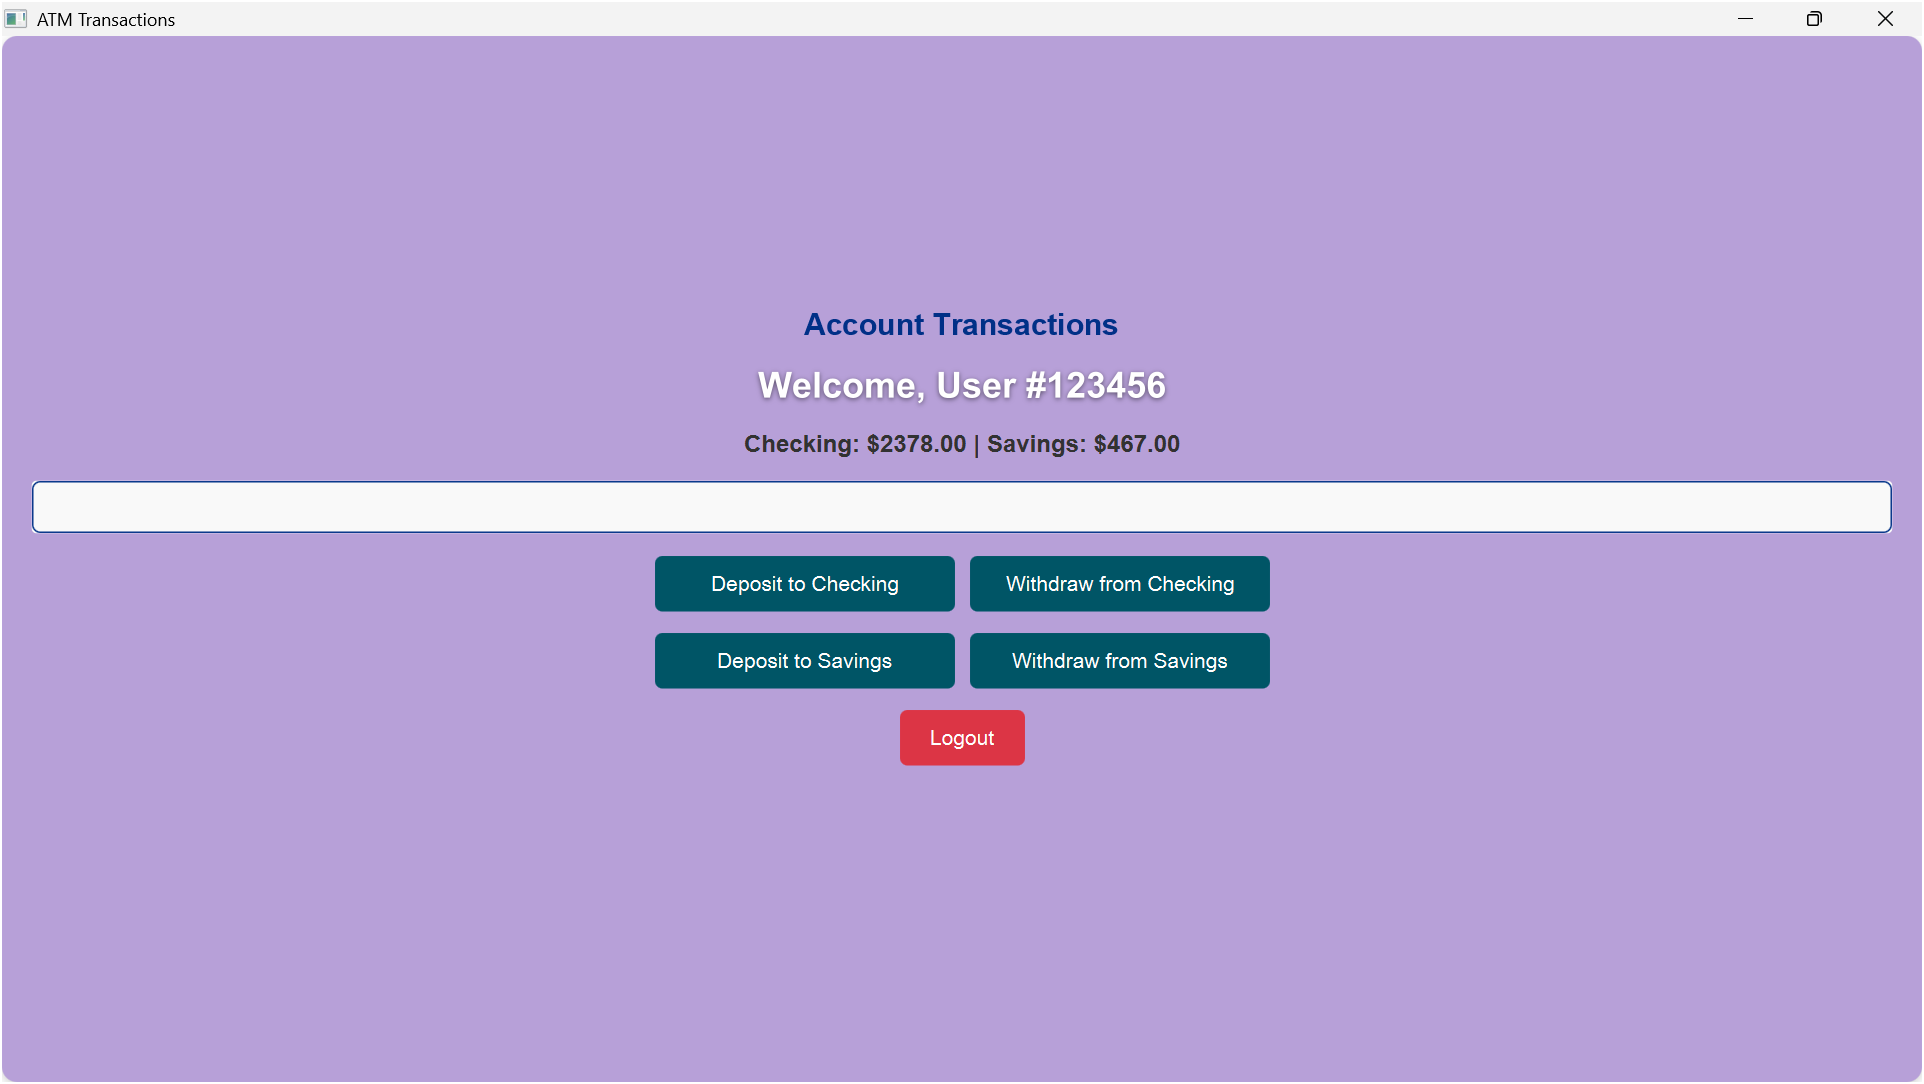 ATM Transactions
Account Transactions
Welcome, User #123456
Checking: $2378.00 | Savings: $467.00
Deposit to Checking
Withdraw from Checking
Deposit to Savings
Withdraw from Savings
Logout